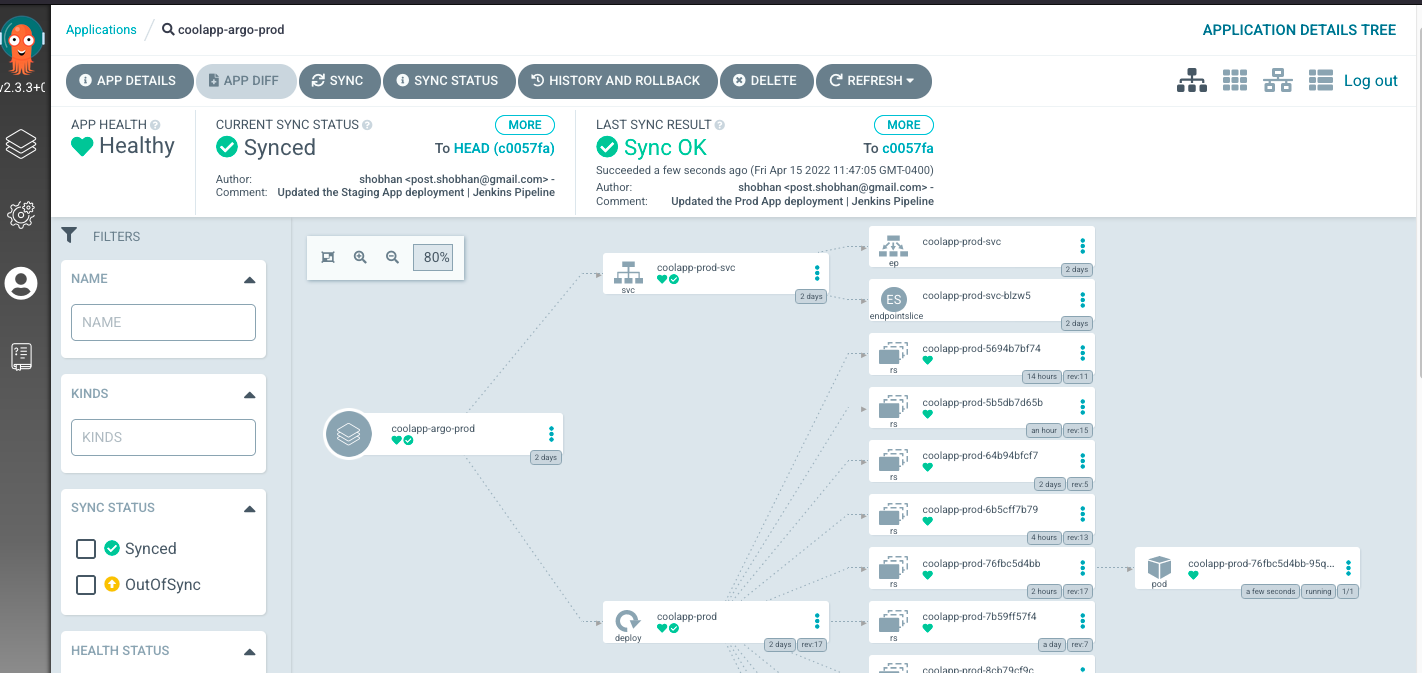 Applications / coolapp-argo-prod
APPLICATION DETAILS TREE
v2.3.3+0
APP DETAILS
APP DIFF
SYNC
SYNC STATUS
HISTORY AND ROLLBACK
DELETE
REFRESH
Log out
APP HEALTH
Healthy
CURRENT SYNC STATUS
MORE
Synced
To HEAD (c0057fa)
Author: shobhan <post.shobhan@gmail.com> -
Comment: Updated the Staging App deployment | Jenkins Pipeline
LAST SYNC RESULT
MORE
Sync OK
To c0057fa
Succeeded a few seconds ago (Fri Apr 15 2022 11:47:05 GMT-0400)
Author: shobhan <post.shobhan@gmail.com> -
Comment: Updated the Prod App deployment | Jenkins Pipeline
FILTERS
NAME
NAME
KINDS
KINDS
SYNC STATUS
Synced
OutOfSync
HEALTH STATUS
80%
coolapp-argo-prod
2 days
coolapp-prod-svc
svc
2 days
coolapp-prod
deploy
2 days rev:17
coolapp-prod-svc
ep
2 days
ES
coolapp-prod-svc-blzw5
endpointslice
2 days
coolapp-prod-5694b7bf74
rs
14 hours rev:11
coolapp-prod-5b5db7d65b
rs
an hour rev:15
coolapp-prod-64b94bfcf7
rs
2 days rev:5
coolapp-prod-6b5cff7b79
rs
4 hours rev:13
coolapp-prod-76fbc5d4bb
rs
2 hours rev:17
coolapp-prod-76fbc5d4bb-95q...
pod
a few seconds running 1/1
coolapp-prod-7b59ff57f4
rs
a day rev:7
coolapp-prod-8cb79cf9c